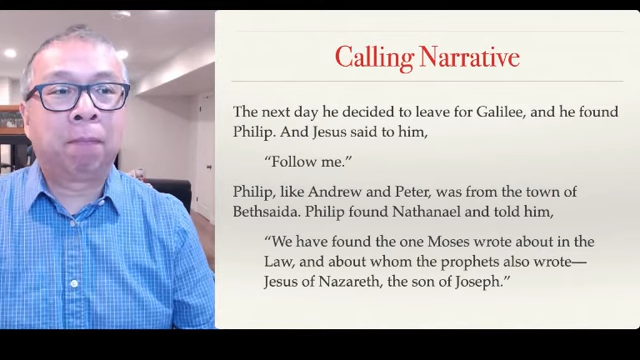 Calling Narrative
The next day he decided to leave for Galilee, and he found
Philip. And Jesus said to him,
“Follow me.”
Philip, like Andrew and Peter, was from the town of
Bethsaida. Philip found Nathanael and told him,
“We have found the one Moses wrote about in the
Law, and about whom the prophets also wrote—
Jesus of Nazareth, the son of Joseph.”